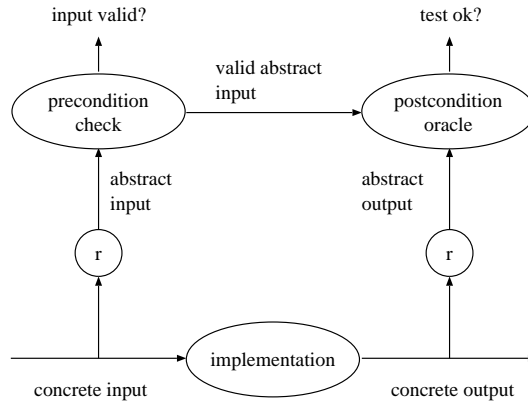 input valid?
test ok?
precondition
check
valid abstract
input
postcondition
oracle
abstract
input
abstract
output
r
r
implementation
concrete input
concrete output